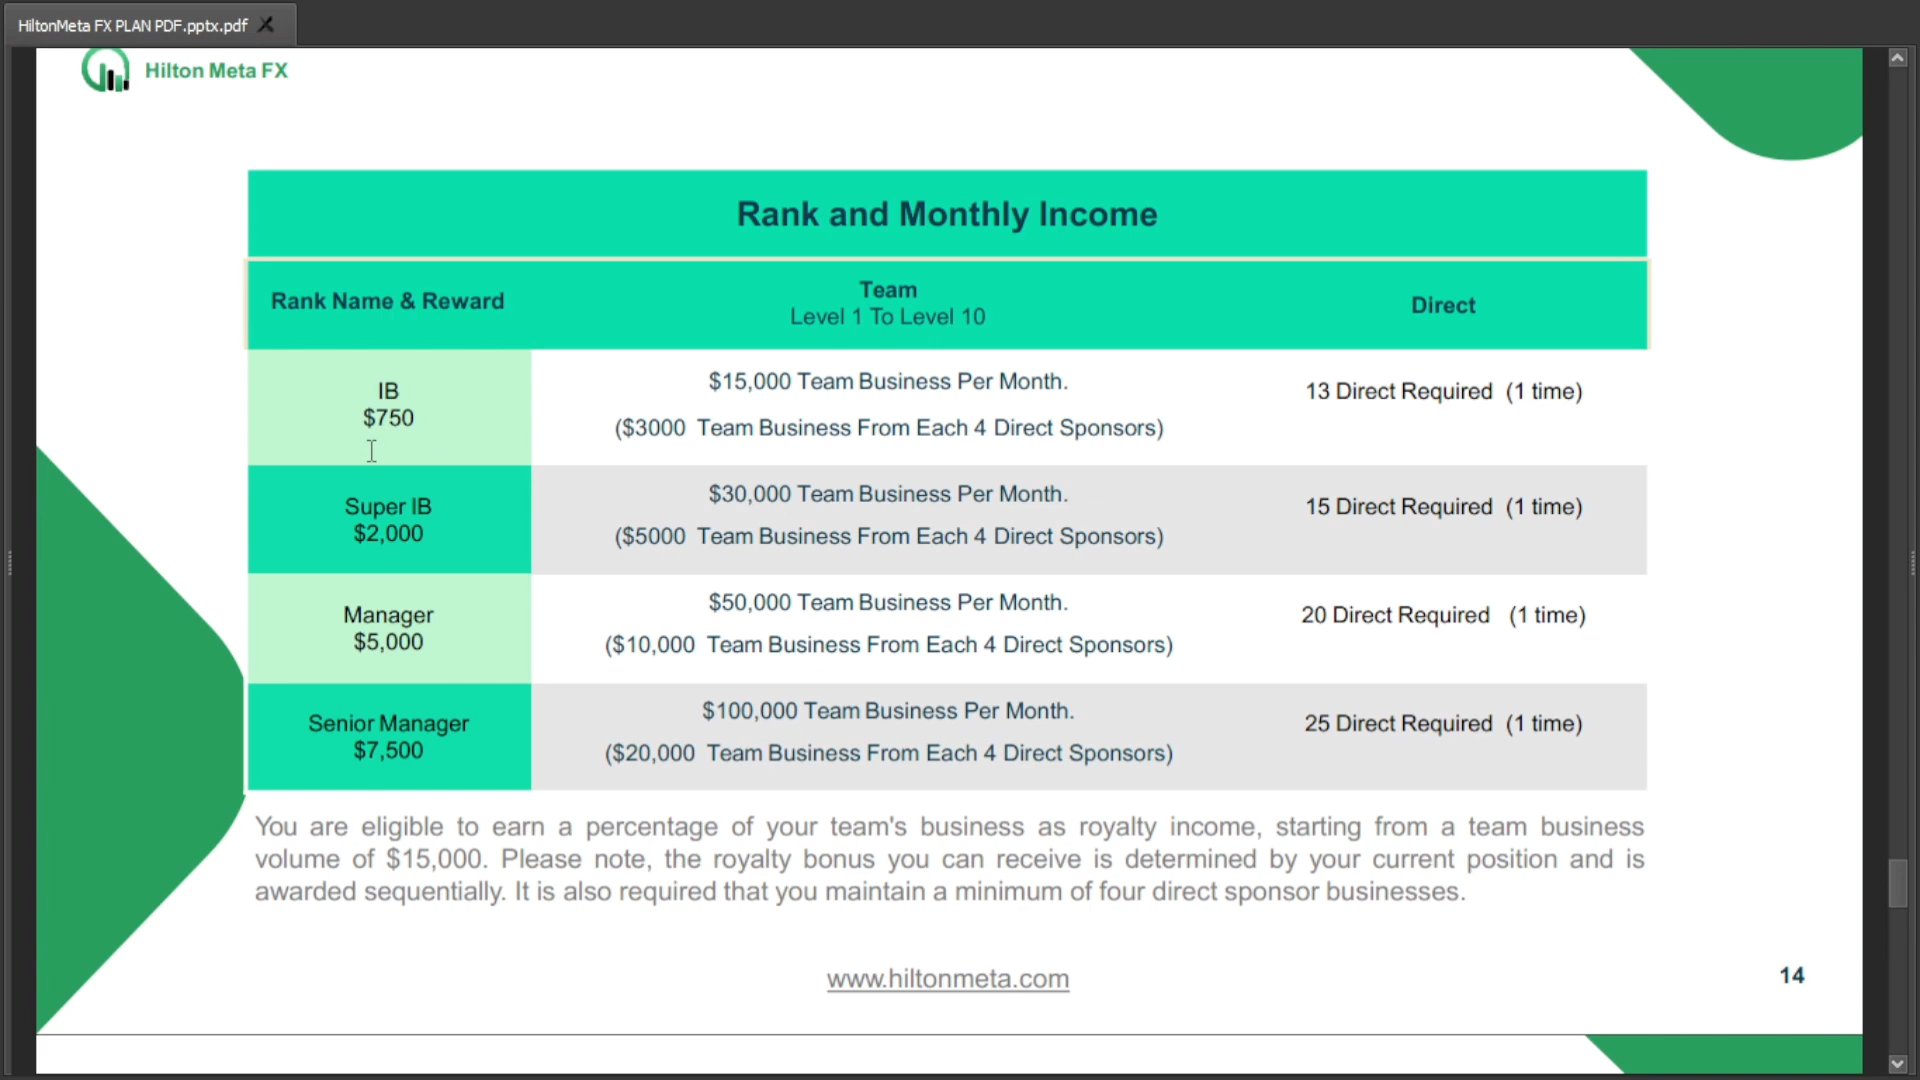 HiltonMeta FX PLAN PDF.pptx.pdf
Hilton Meta FX
Rank and Monthly Income
Rank Name & Reward
Team
Level 1 To Level 10
Direct
IB
$750
$15,000 Team Business Per Month.
($3000 Team Business From Each 4 Direct Sponsors)
13 Direct Required (1 time)
Super IB
$2,000
$30,000 Team Business Per Month.
($5000 Team Business From Each 4 Direct Sponsors)
15 Direct Required (1 time)
Manager
$5,000
$50,000 Team Business Per Month.
($10,000 Team Business From Each 4 Direct Sponsors)
20 Direct Required (1 time)
Senior Manager
$7,500
$100,000 Team Business Per Month.
($20,000 Team Business From Each 4 Direct Sponsors)
25 Direct Required (1 time)
You are eligible to earn a percentage of your team's business as royalty income, starting from a team business
volume of $15,000. Please note, the royalty bonus you can receive is determined by your current position and is
awarded sequentially. It is also required that you maintain a minimum of four direct sponsor businesses.
www.hiltonmeta.com
14